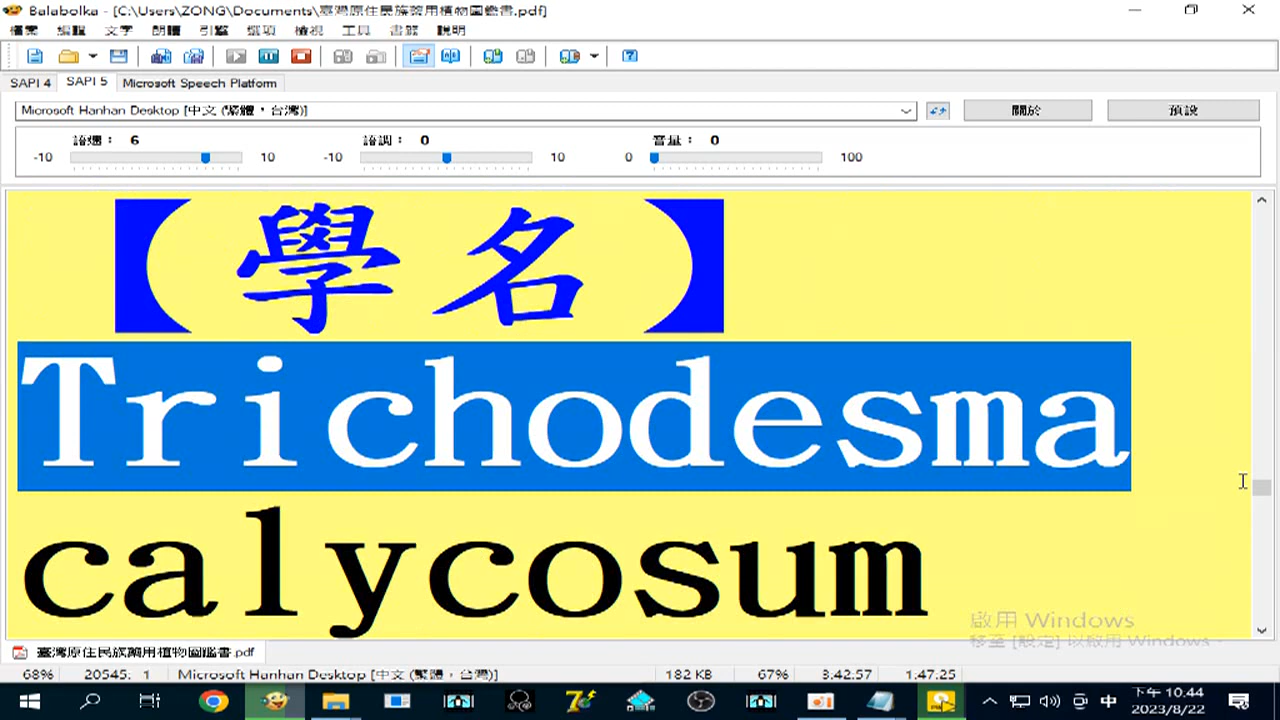 Balabolka - [C:\Users\ZONG\Documents\臺灣原住民族藥用植物圖鑑書.pdf]
檔案 編輯 文字 朗讀 引擎 選項 檢視 工具 書籤 說明
SAPI 4 SAPI 5 Microsoft Speech Platform
Microsoft Hanhan Desktop [中文 (繁體，台灣)] 關於 預設
語速： 6 語調： 0 音量： 0
-10 10 -10 10 0 100
【學名】
Trichodesma
calycosum
啟用 Windows
移至 [設定] 以啟用 Windows。
臺灣原住民族藥用植物圖鑑書.pdf
68% 20545: 1 Microsoft Hanhan Desktop [中文 (繁體，台灣)] 182 KB 67% 3.42.57 1:47.25
中 下午 10:44
2023/8/22